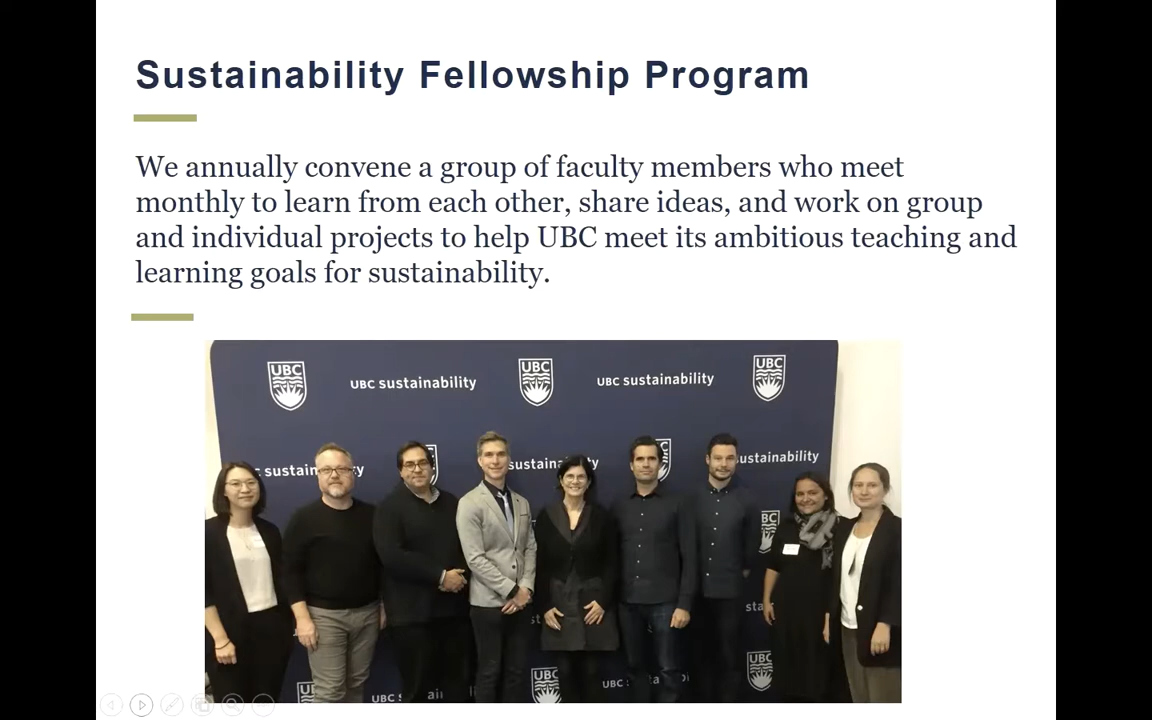 Sustainability Fellowship Program
We annually convene a group of faculty members who meet
monthly to learn from each other, share ideas, and work on group
and individual projects to help UBC meet its ambitious teaching and
learning goals for sustainability.
UBC UBC sustainability UBC UBC sustainability UBC
sustainability
UBC
UBC
UBC
UBC